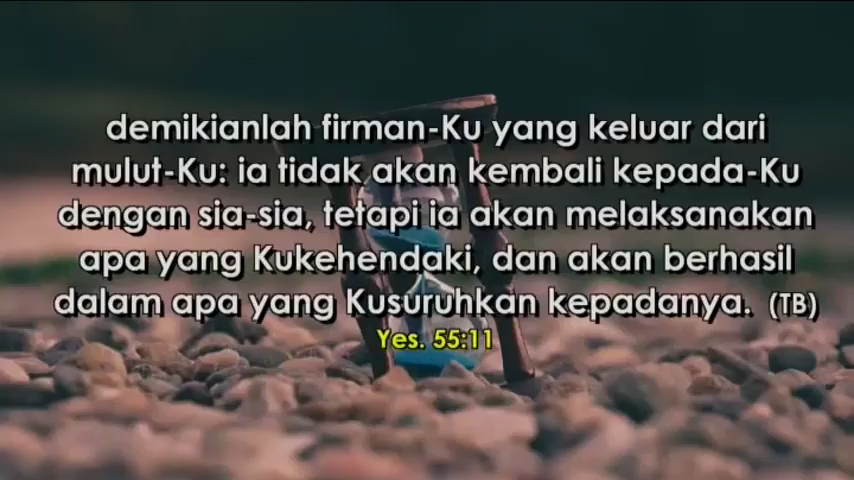 demikianlah firman-Ku yang keluar dari
mulut-Ku: ia tidak akan kembali kepada-Ku
dengan sia-sia, tetapi ia akan melaksanakan
apa yang Kukehendaki, dan akan berhasil
dalam apa yang Kusuruhkan kepadanya. (TB)
Yes. 55:11